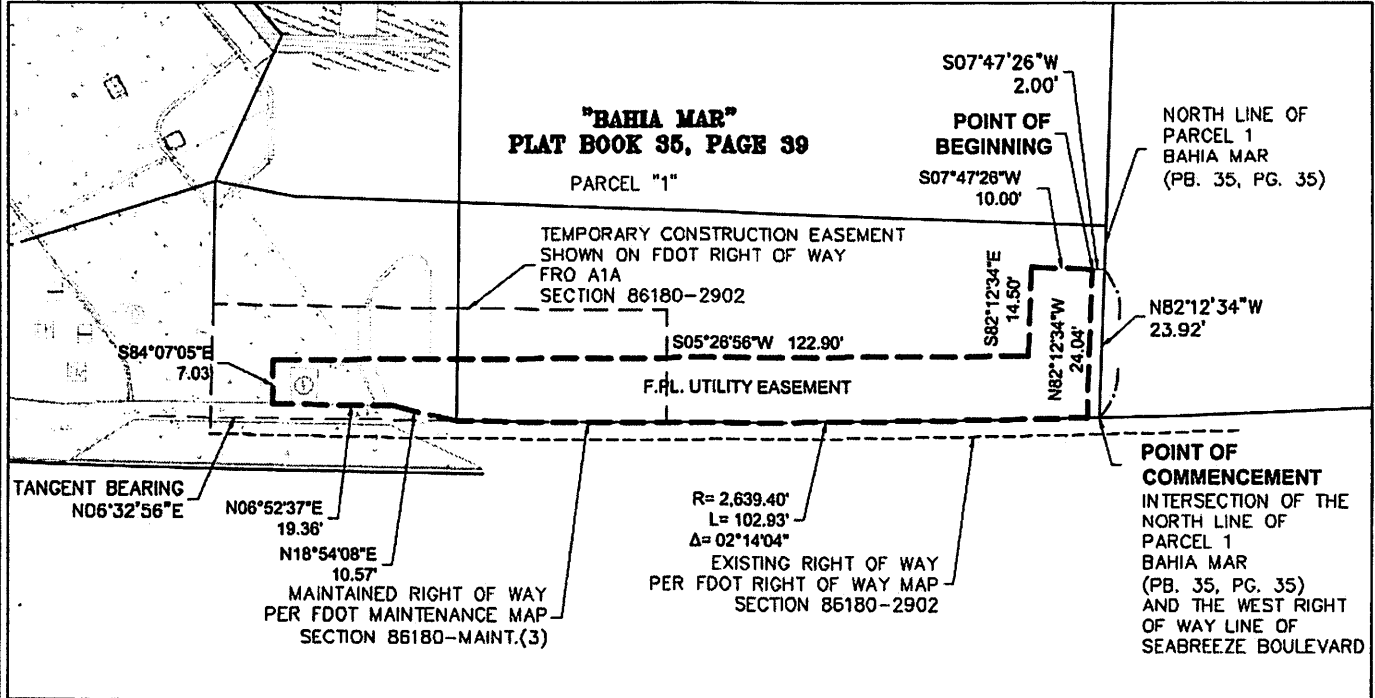 S07°47'26"W
2.00'
"BAHIA MAR"
PLAT BOOK 35, PAGE 39
PARCEL "1"
POINT OF
BEGINNING
S07°47'26"W
10.00'
NORTH LINE OF
PARCEL 1
BAHIA MAR
(PB. 35, PG. 35)
TEMPORARY CONSTRUCTION EASEMENT
SHOWN ON FDOT RIGHT OF WAY
FRO A1A
SECTION 86180-2902
S82°12'34"E
14.50'
N82°12'34"W
24.04'
N82°12'34"W
23.92'
S84°07'05"E
7.03'
S05°26'56"W 122.90'
F.P.L. UTILITY EASEMENT
TANGENT BEARING
N06°32'56"E
N06°52'37"E
19.36'
N18°54'08"E
10.57'
MAINTAINED RIGHT OF WAY
PER FDOT MAINTENANCE MAP
SECTION 86180-MAINT.(3)
R= 2,639.40'
L= 102.93'
Δ= 02°14'04"
EXISTING RIGHT OF WAY
PER FDOT RIGHT OF WAY MAP
SECTION 86180-2902
POINT OF
COMMENCEMENT
INTERSECTION OF THE
NORTH LINE OF
PARCEL 1
BAHIA MAR
(PB. 35, PG. 35)
AND THE WEST RIGHT
OF WAY LINE OF
SEABREEZE BOULEVARD